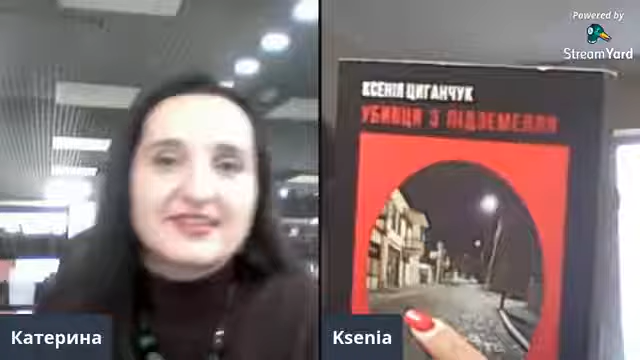 Powered by
StreamYard
КСЕНІЯ ЦИГАНЧУК
УБИВЦЯ З ПІДЗЕМЕЛЛЯ
Катерина
Ksenia